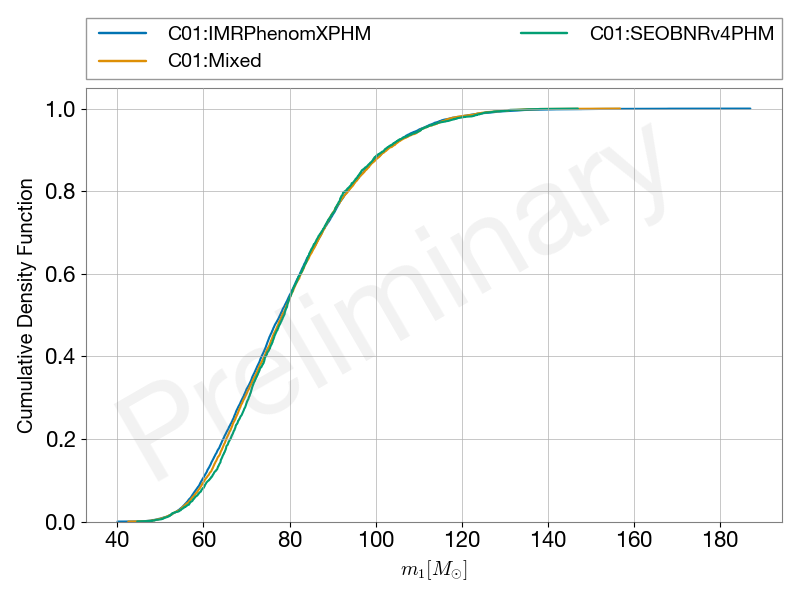 C01:IMRPhenomXPHM
C01:Mixed
C01:SEOBNRv4PHM
1.0
0.8
0.6
0.4
0.2
0.0
Cumulative Density Function
Preliminary
40 60 80 100 120 140 160 180
m₁[M☉]